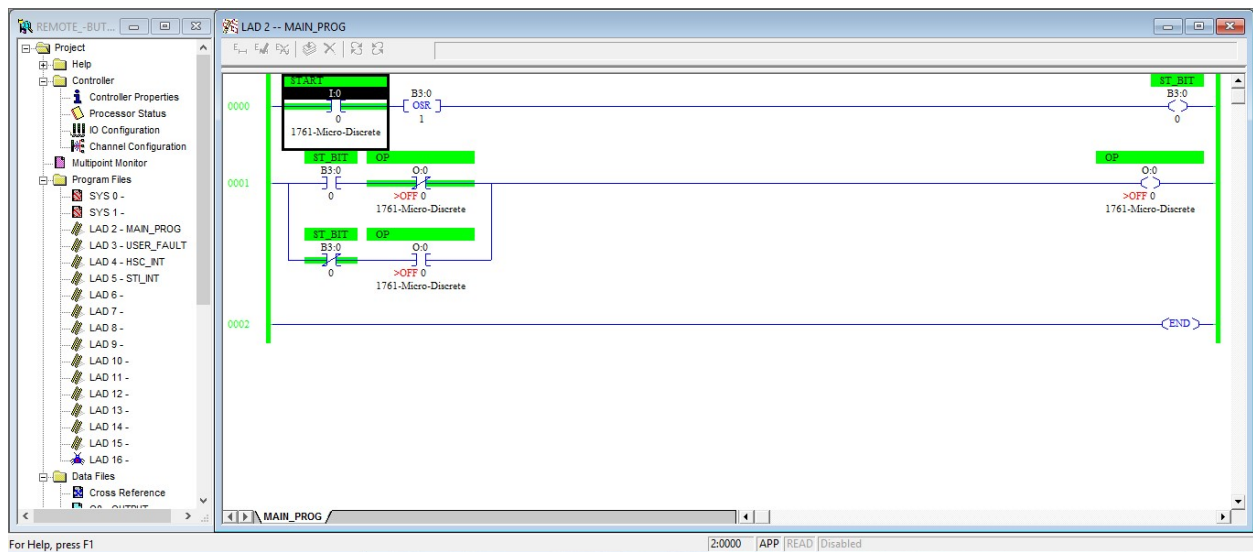 REMOTE_-BUT...
Project
Help
Controller
Controller Properties
Processor Status
IO Configuration
Channel Configuration
Multipoint Monitor
Program Files
SYS 0 -
SYS 1 -
LAD 2 - MAIN_PROG
LAD 3 - USER_FAULT
LAD 4 - HSC_INT
LAD 5 - STI_INT
LAD 6 -
LAD 7 -
LAD 8 -
LAD 9 -
LAD 10 -
LAD 11 -
LAD 12 -
LAD 13 -
LAD 14 -
LAD 15 -
LAD 16 -
Data Files
Cross Reference
LAD 2 -- MAIN_PROG
START
ST_BIT
I:0
B3:0
B3:0
0000
OSR
0
1
0
1761-Micro-Discrete
ST_BIT
OP
OP
B3:0
O:0
O:0
0001
0
>OFF 0
>OFF 0
1761-Micro-Discrete
1761-Micro-Discrete
ST_BIT
OP
B3:0
O:0
0
>OFF 0
1761-Micro-Discrete
0002
END
MAIN_PROG
For Help, press F1
2:0000
APP
READ
Disabled